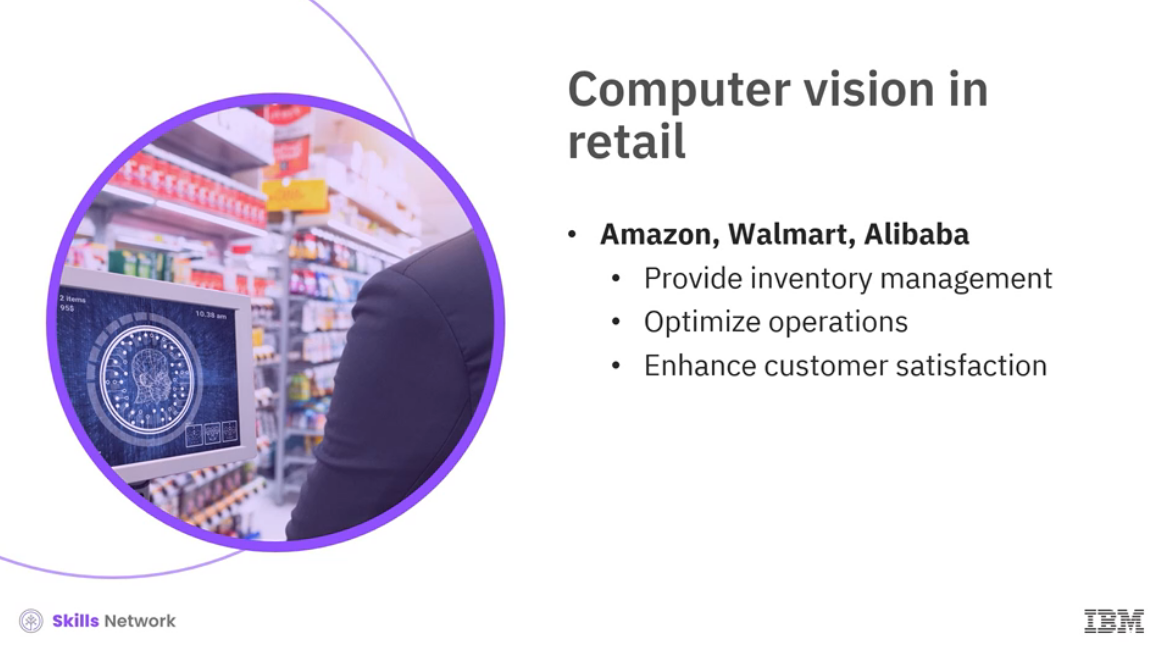 Computer vision in
retail
• Amazon, Walmart, Alibaba
• Provide inventory management
• Optimize operations
• Enhance customer satisfaction
2 items
95$
10.38 am
Skills Network
IBM